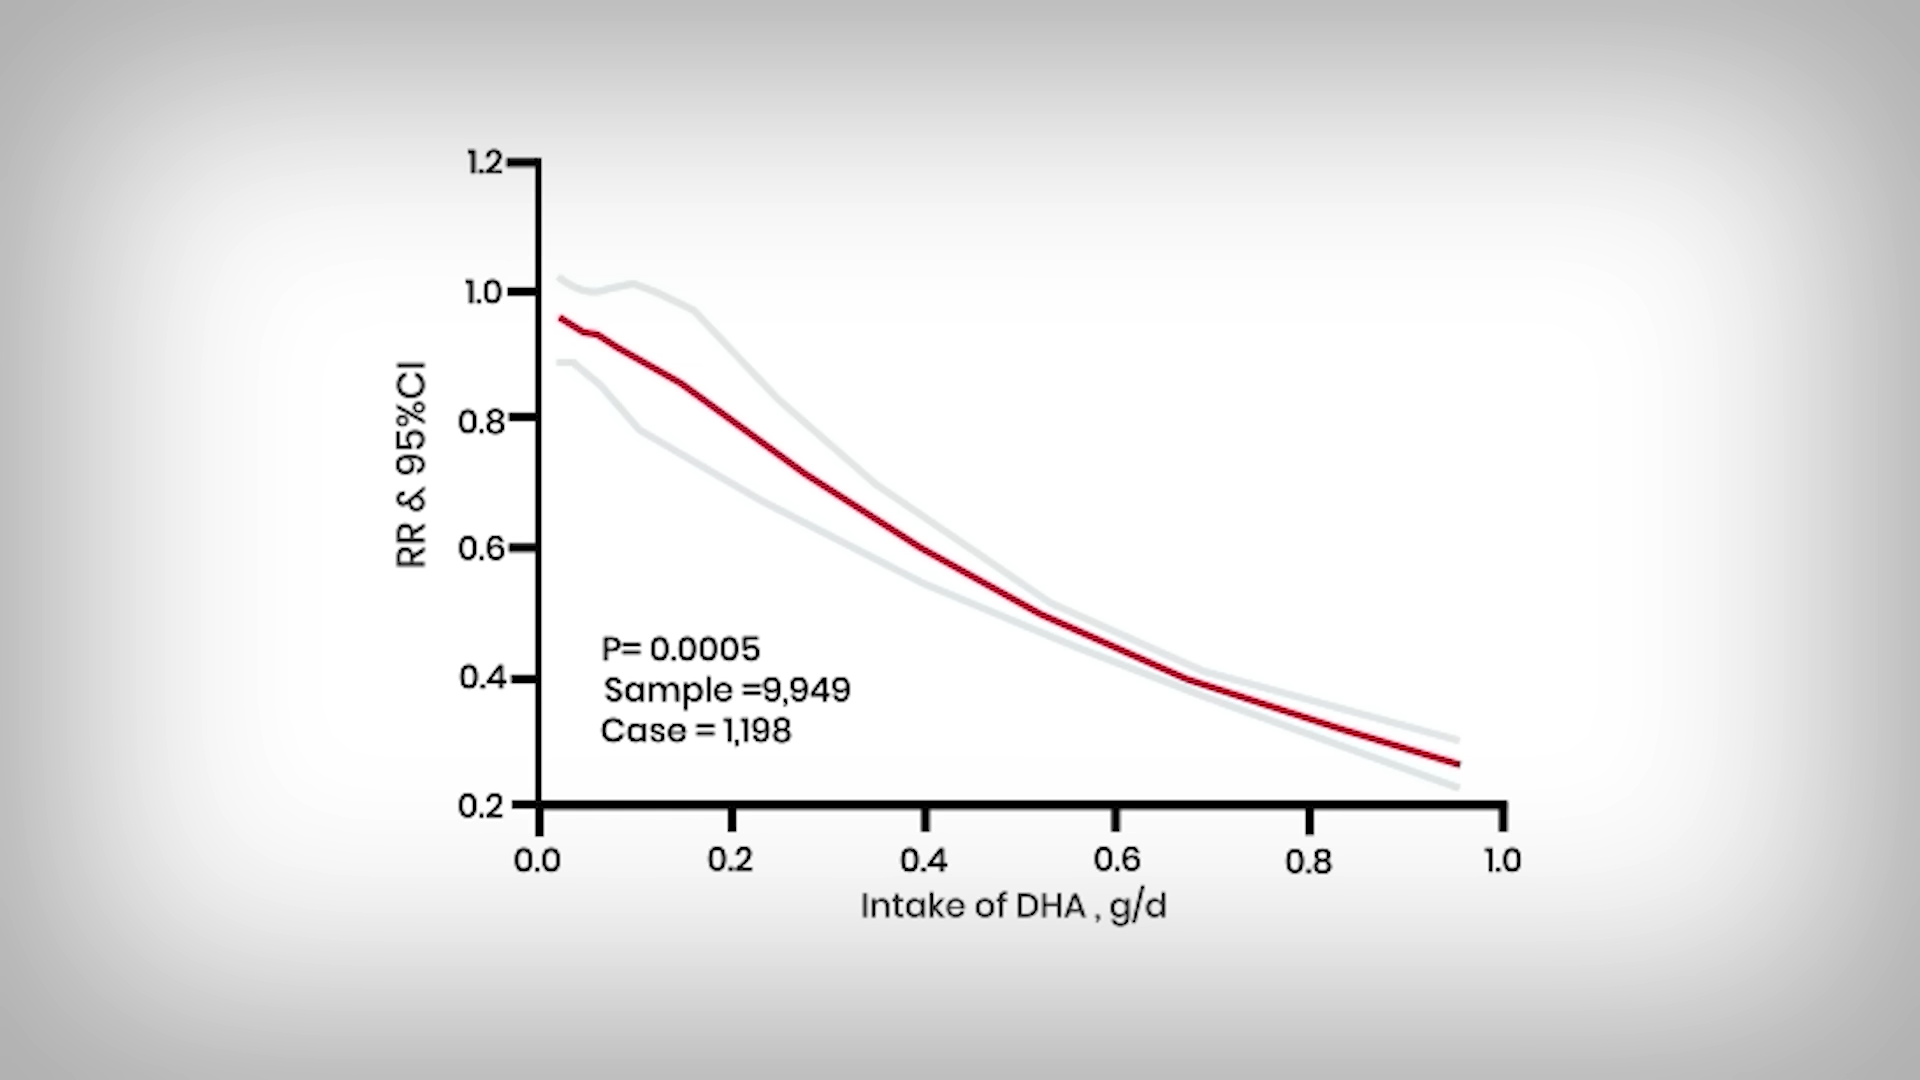 1.2
1.0
0.8
0.6
0.4
0.2
RR & 95%CI
P= 0.0005
Sample =9,949
Case = 1,198
0.0 0.2 0.4 0.6 0.8 1.0
Intake of DHA , g/d